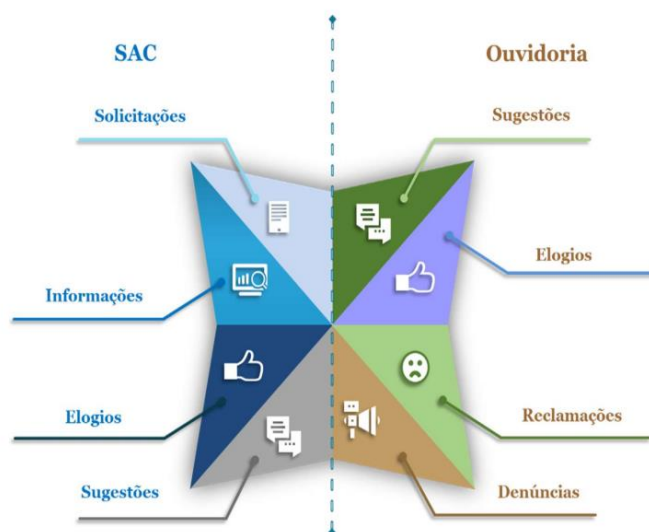 SAC
Ouvidoria
Solicitações
Sugestões
Elogios
Informações
Elogios
Reclamações
Sugestões
Denúncias